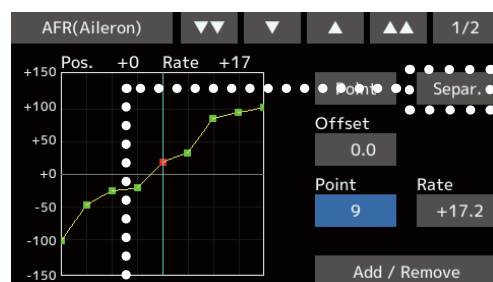 AFR(Aileron) ▼▼ ▼ ▲ ▲▲ 1/2
Pos. +0 Rate +17
+150
+100
+50
+0
-50
-100
-150
Point Separ.
Offset
0.0
Point Rate
9 +17.2
Add / Remove